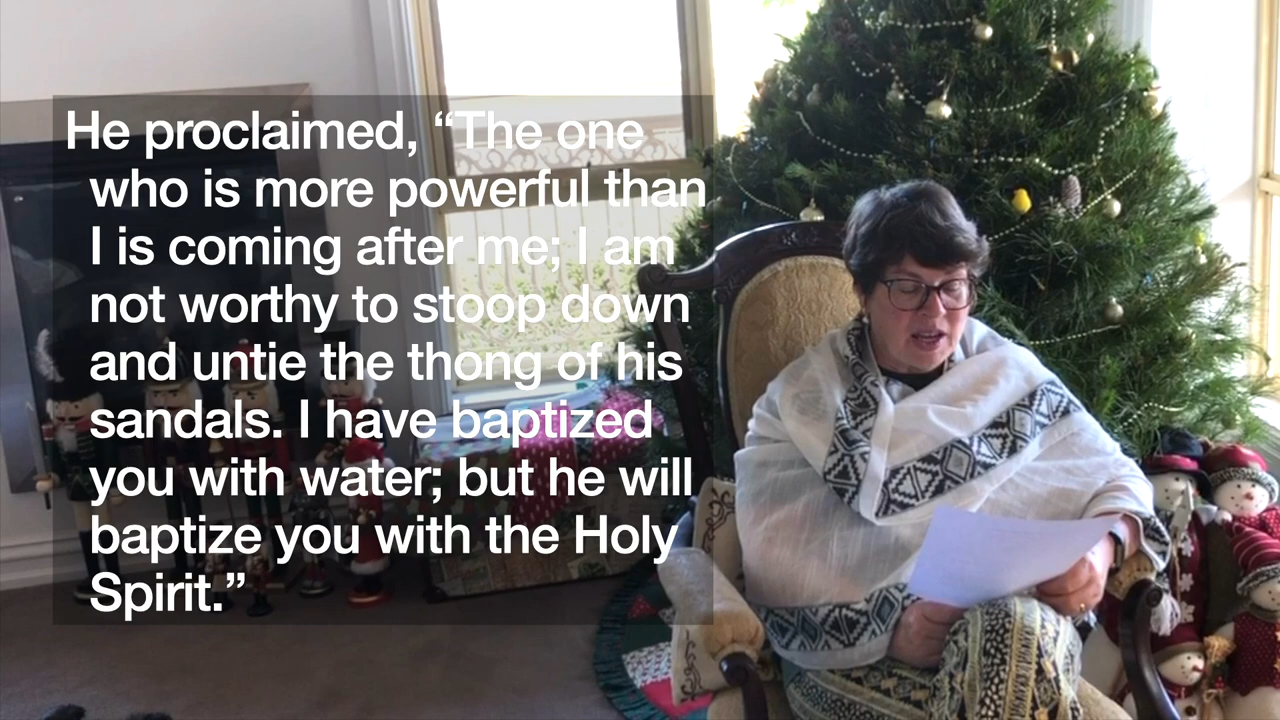 He proclaimed, “The one
who is more powerful than
I is coming after me; I am
not worthy to stoop down
and untie the thong of his
sandals. I have baptized
you with water; but he will
baptize you with the Holy
Spirit.”